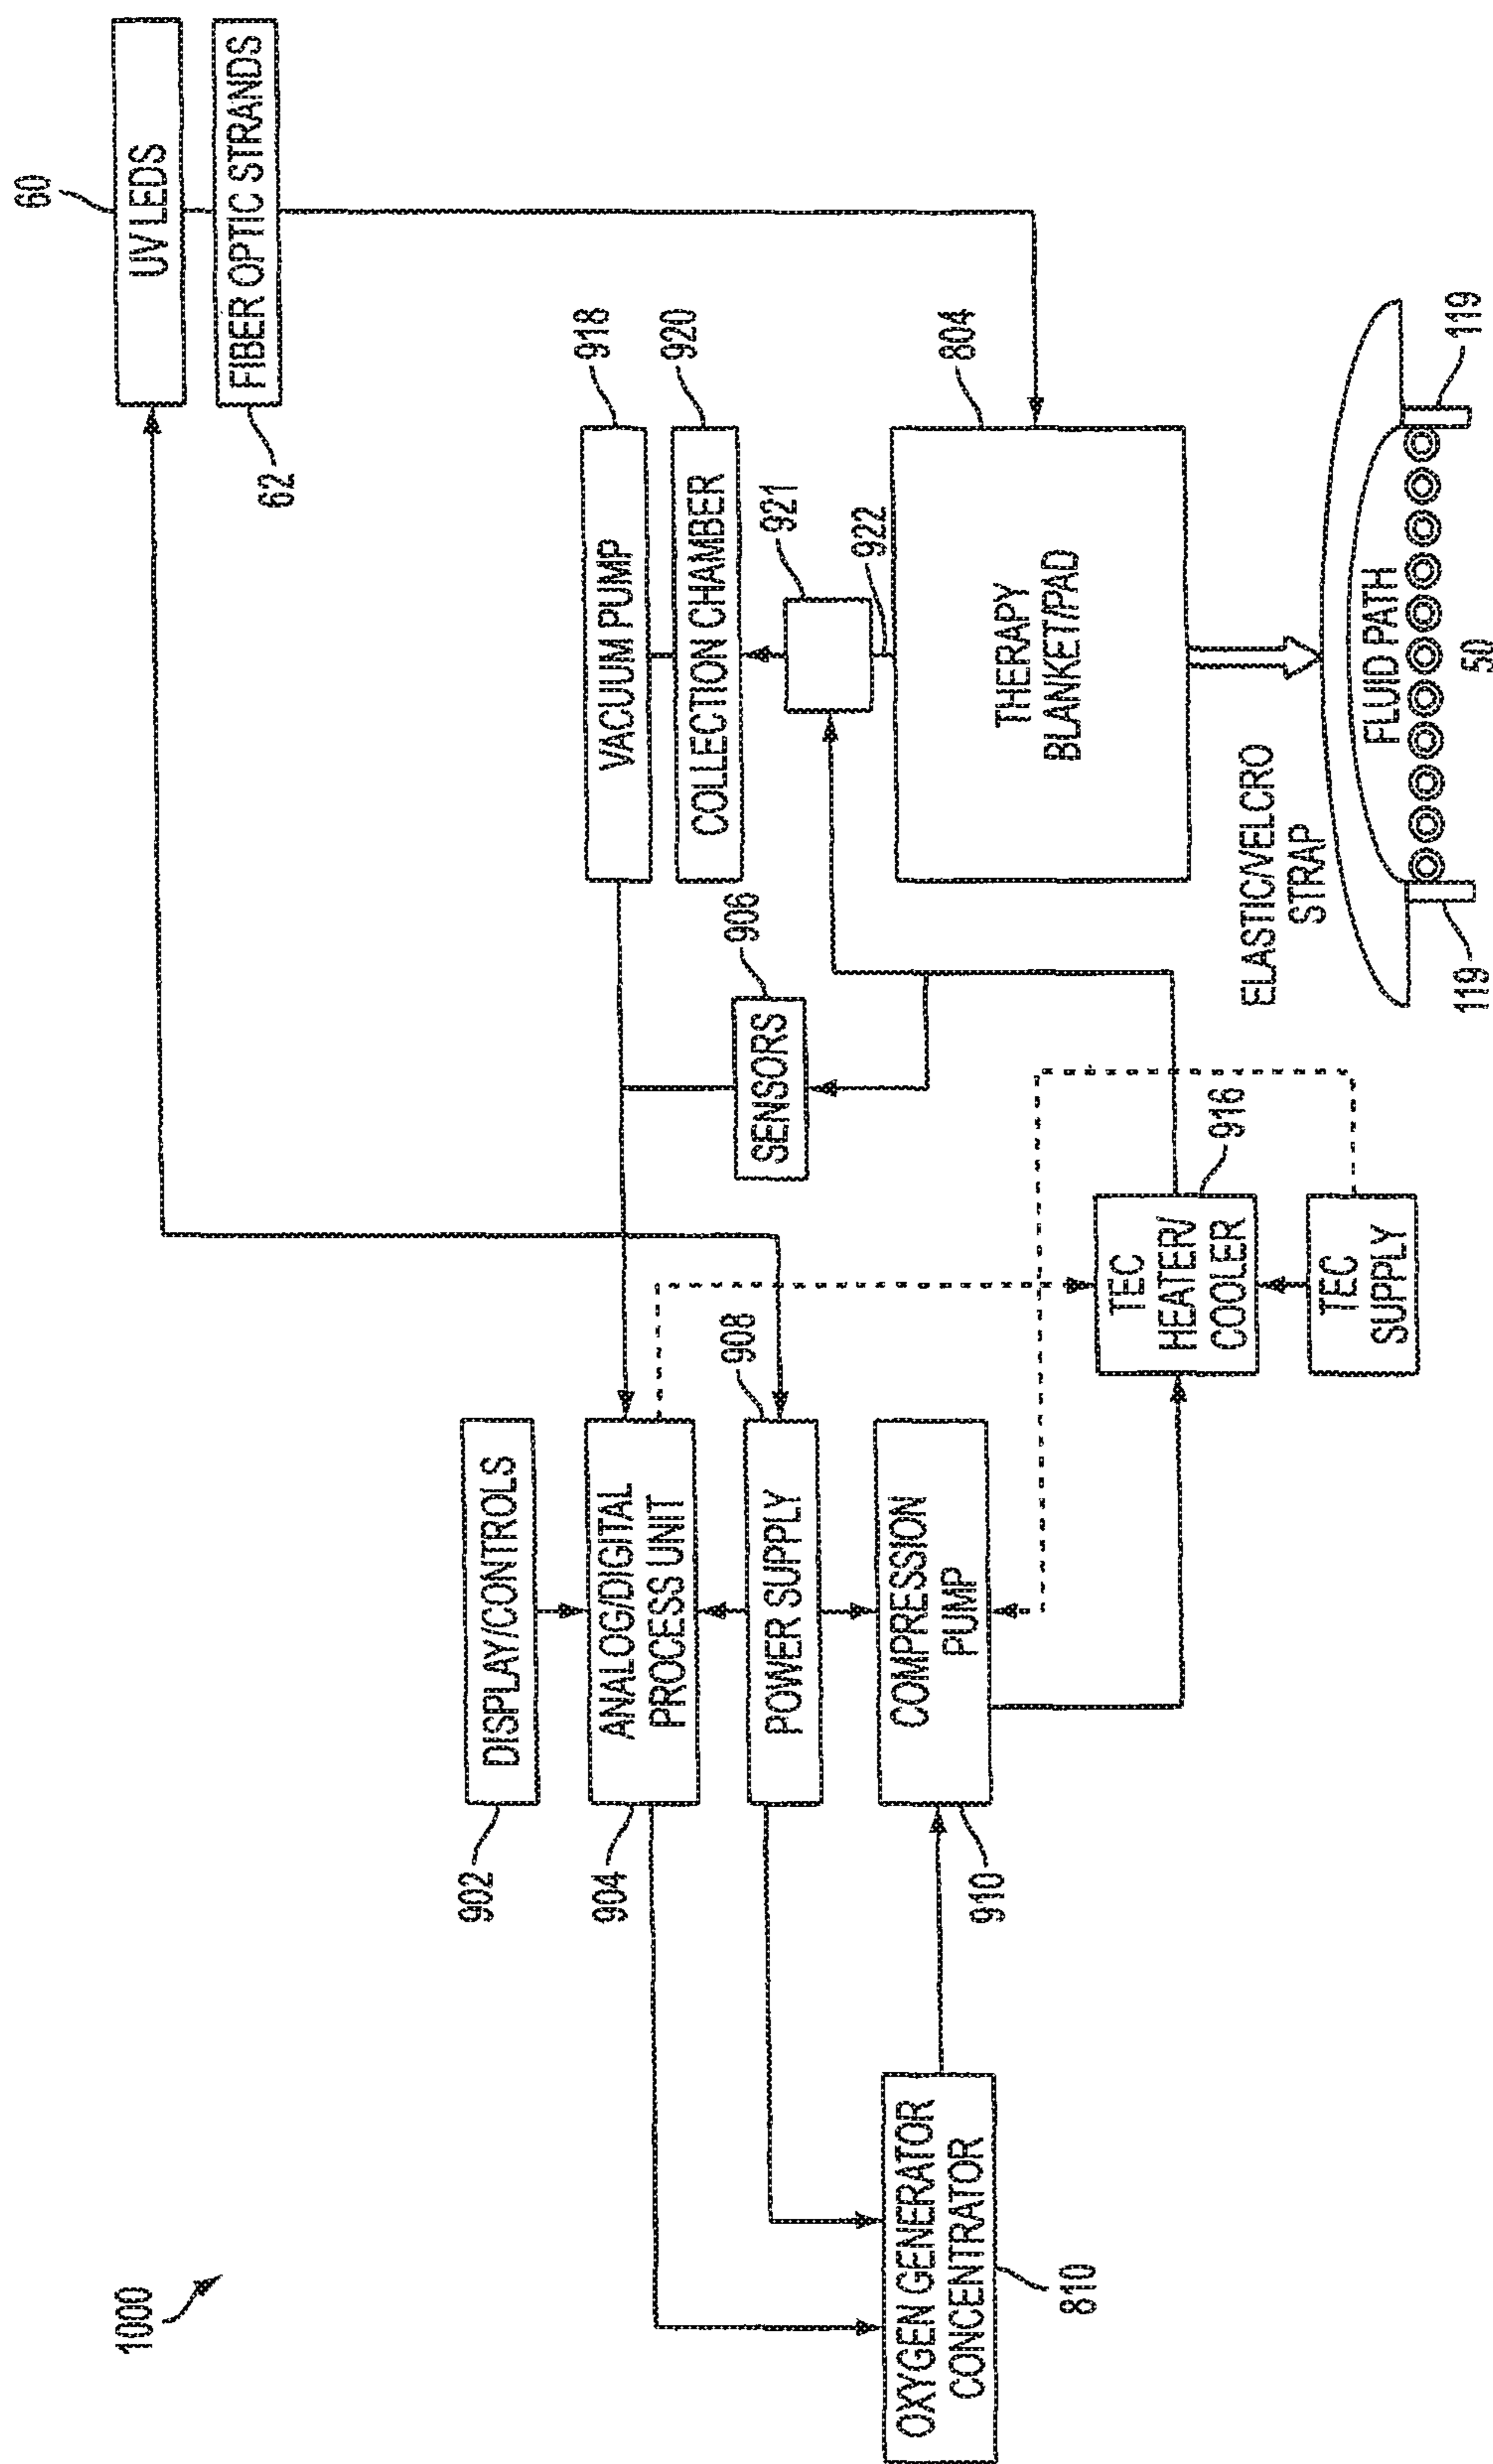 1000
60
UV LEDS
FIBER OPTIC STRANDS
62
902
DISPLAY/CONTROLS
904
ANALOG/DIGITAL
PROCESS UNIT
908
POWER SUPPLY
COMPRESSION
PUMP
910
OXYGEN GENERATOR
CONCENTRATOR
810
906
SENSORS
VACUUM PUMP
918
COLLECTION CHAMBER
920
921
922
THERAPY
BLANKET/PAD
804
TEC
HEATER/
COOLER
916
TEC
SUPPLY
ELASTIC/VELCRO
STRAP
FLUID PATH
119
50
119